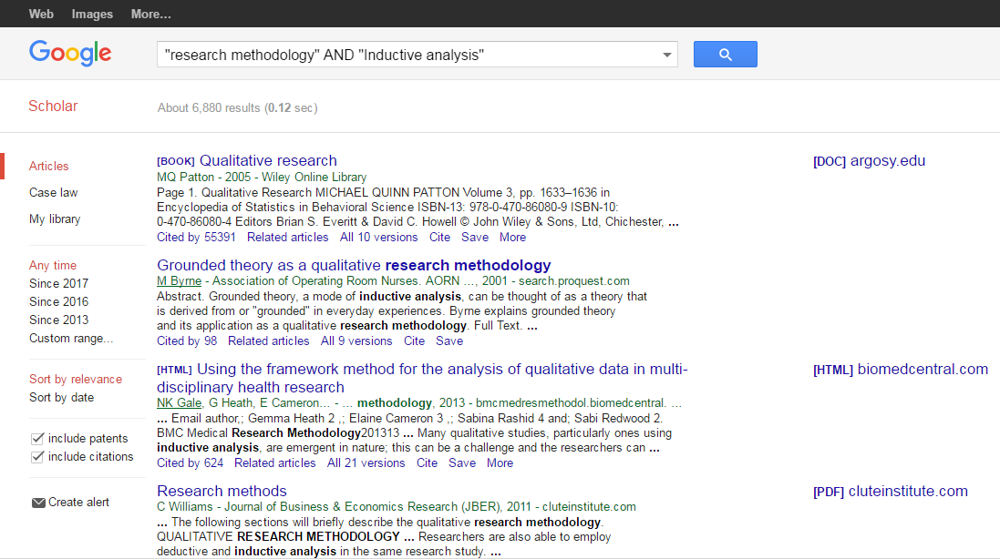 Web Images More...
Google
"research methodology" AND "Inductive analysis"
Scholar
About 6,880 results (0.12 sec)
Articles
Case law
My library
Any time
Since 2017
Since 2016
Since 2013
Custom range...
Sort by relevance
Sort by date
include patents
include citations
Create alert
[BOOK] Qualitative research
MQ Patton - 2005 - Wiley Online Library
Page 1. Qualitative Research MICHAEL QUINN PATTON Volume 3, pp. 1633–1636 in
Encyclopedia of Statistics in Behavioral Science ISBN-13: 978-0-470-86080-9 ISBN-10:
0-470-86080-4 Editors Brian S. Everitt & David C. Howell © John Wiley & Sons, Ltd, Chichester, ...
Cited by 55391 Related articles All 10 versions Cite Save More
[DOC] argosy.edu
Grounded theory as a qualitative research methodology
M Byrne - Association of Operating Room Nurses. AORN ..., 2001 - search.proquest.com
Abstract. Grounded theory, a mode of inductive analysis, can be thought of as a theory that
is derived from or "grounded" in everyday experiences. Byrne explains grounded theory
and its application as a qualitative research methodology. Full Text. ...
Cited by 98 Related articles All 9 versions Cite Save
[HTML] Using the framework method for the analysis of qualitative data in multi-
disciplinary health research
NK Gale, G Heath, E Cameron... - ... methodology, 2013 - bmcmedresmethodol.biomedcentral. ...
... Email author,; Gemma Heath 2 ,; Elaine Cameron 3 ,; Sabina Rashid 4 and; Sabi Redwood 2.
BMC Medical Research Methodology201313 ... Many qualitative studies, particularly ones using
inductive analysis, are emergent in nature; this can be a challenge and the researchers can ...
Cited by 624 Related articles All 21 versions Cite Save More
[HTML] biomedcentral.com
Research methods
C Williams - Journal of Business & Economics Research (JBER), 2011 - cluteinstitute.com
... The following sections will briefly describe the qualitative research methodology.
QUALITATIVE RESEARCH METHODOLOGY ... Researchers are also able to employ
deductive and inductive analysis in the same research study. ...
[PDF] cluteinstitute.com